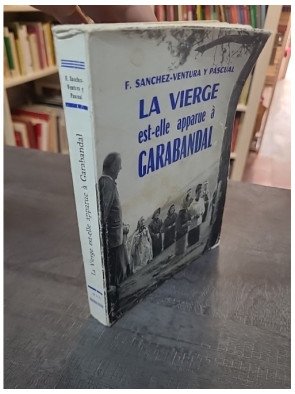 F. SANCHEZ-VENTURA Y PASCUAL
LA VIERGE
est-elle apparue à
GARABANDAL
F. Sanchez-
Ventura y
Pascual
La Vierge est-elle apparue à Garabandal